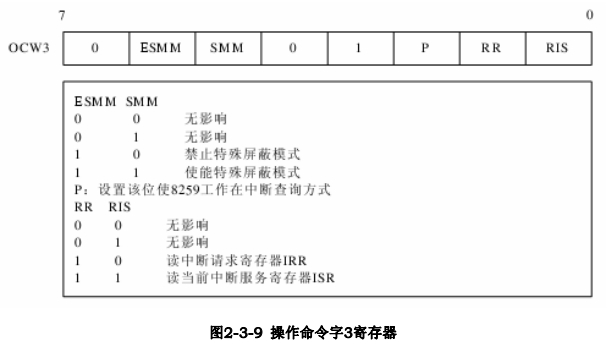 7 0
OCW3 0 ESMM SMM 0 1 P RR RIS
ESMM SMM
0 0 无影响
0 1 无影响
1 0 禁止特殊屏蔽模式
1 1 使能特殊屏蔽模式
P：设置该位使8259工作在中断查询方式
RR RIS
0 0 无影响
0 1 无影响
1 0 读中断请求寄存器IRR
1 1 读当前中断服务寄存器ISR
图2-3-9 操作命令字3寄存器